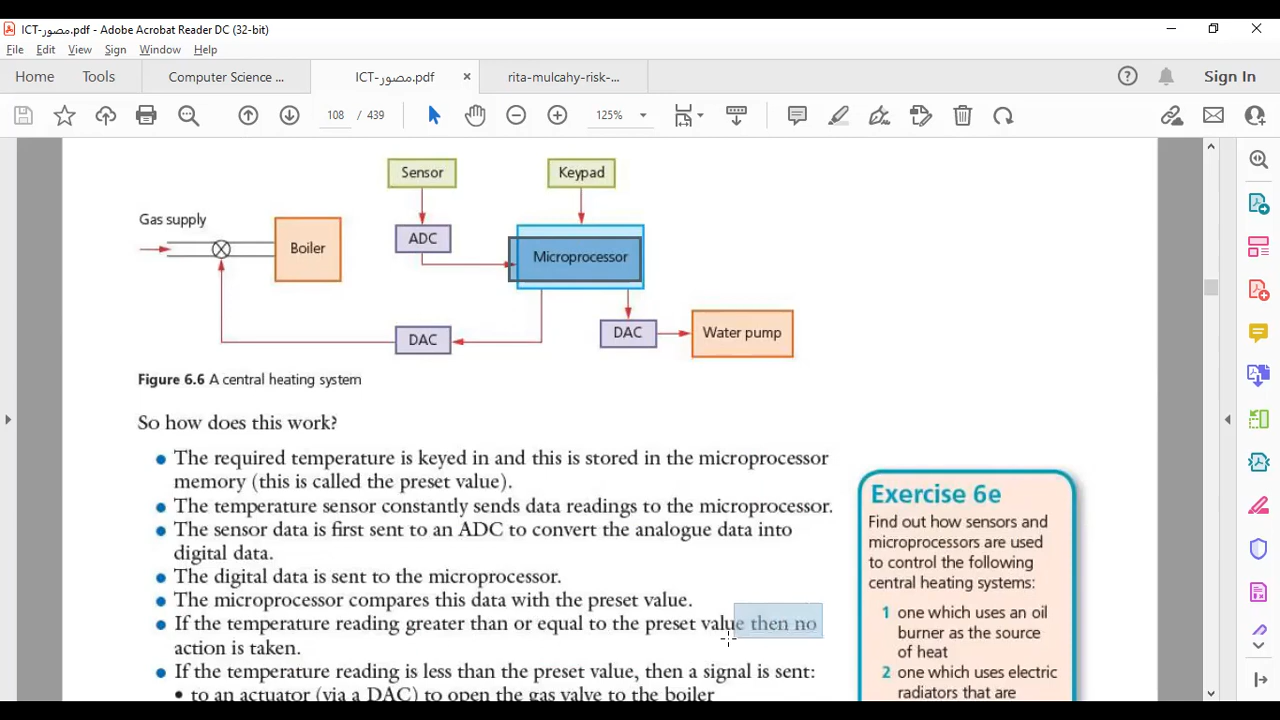 ICT-مصور.pdf - Adobe Acrobat Reader DC (32-bit)
File Edit View Sign Window Help
Home Tools Computer Science ... ICT-مصور.pdf × rita-mulcahy-risk-... Sign In
108 / 439 125%
Sensor Keypad
Gas supply
Boiler ADC Microprocessor
DAC DAC Water pump
Figure 6.6 A central heating system
So how does this work?
• The required temperature is keyed in and this is stored in the microprocessor
memory (this is called the preset value).
• The temperature sensor constantly sends data readings to the microprocessor.
• The sensor data is first sent to an ADC to convert the analogue data into
digital data.
• The digital data is sent to the microprocessor.
• The microprocessor compares this data with the preset value.
• If the temperature reading greater than or equal to the preset value then no
action is taken.
• If the temperature reading is less than the preset value, then a signal is sent:
• to an actuator (via a DAC) to open the gas valve to the boiler
Exercise 6e
Find out how sensors and
microprocessors are used
to control the following
central heating systems:
1 one which uses an oil
burner as the source
of heat
2 one which uses electric
radiators that are